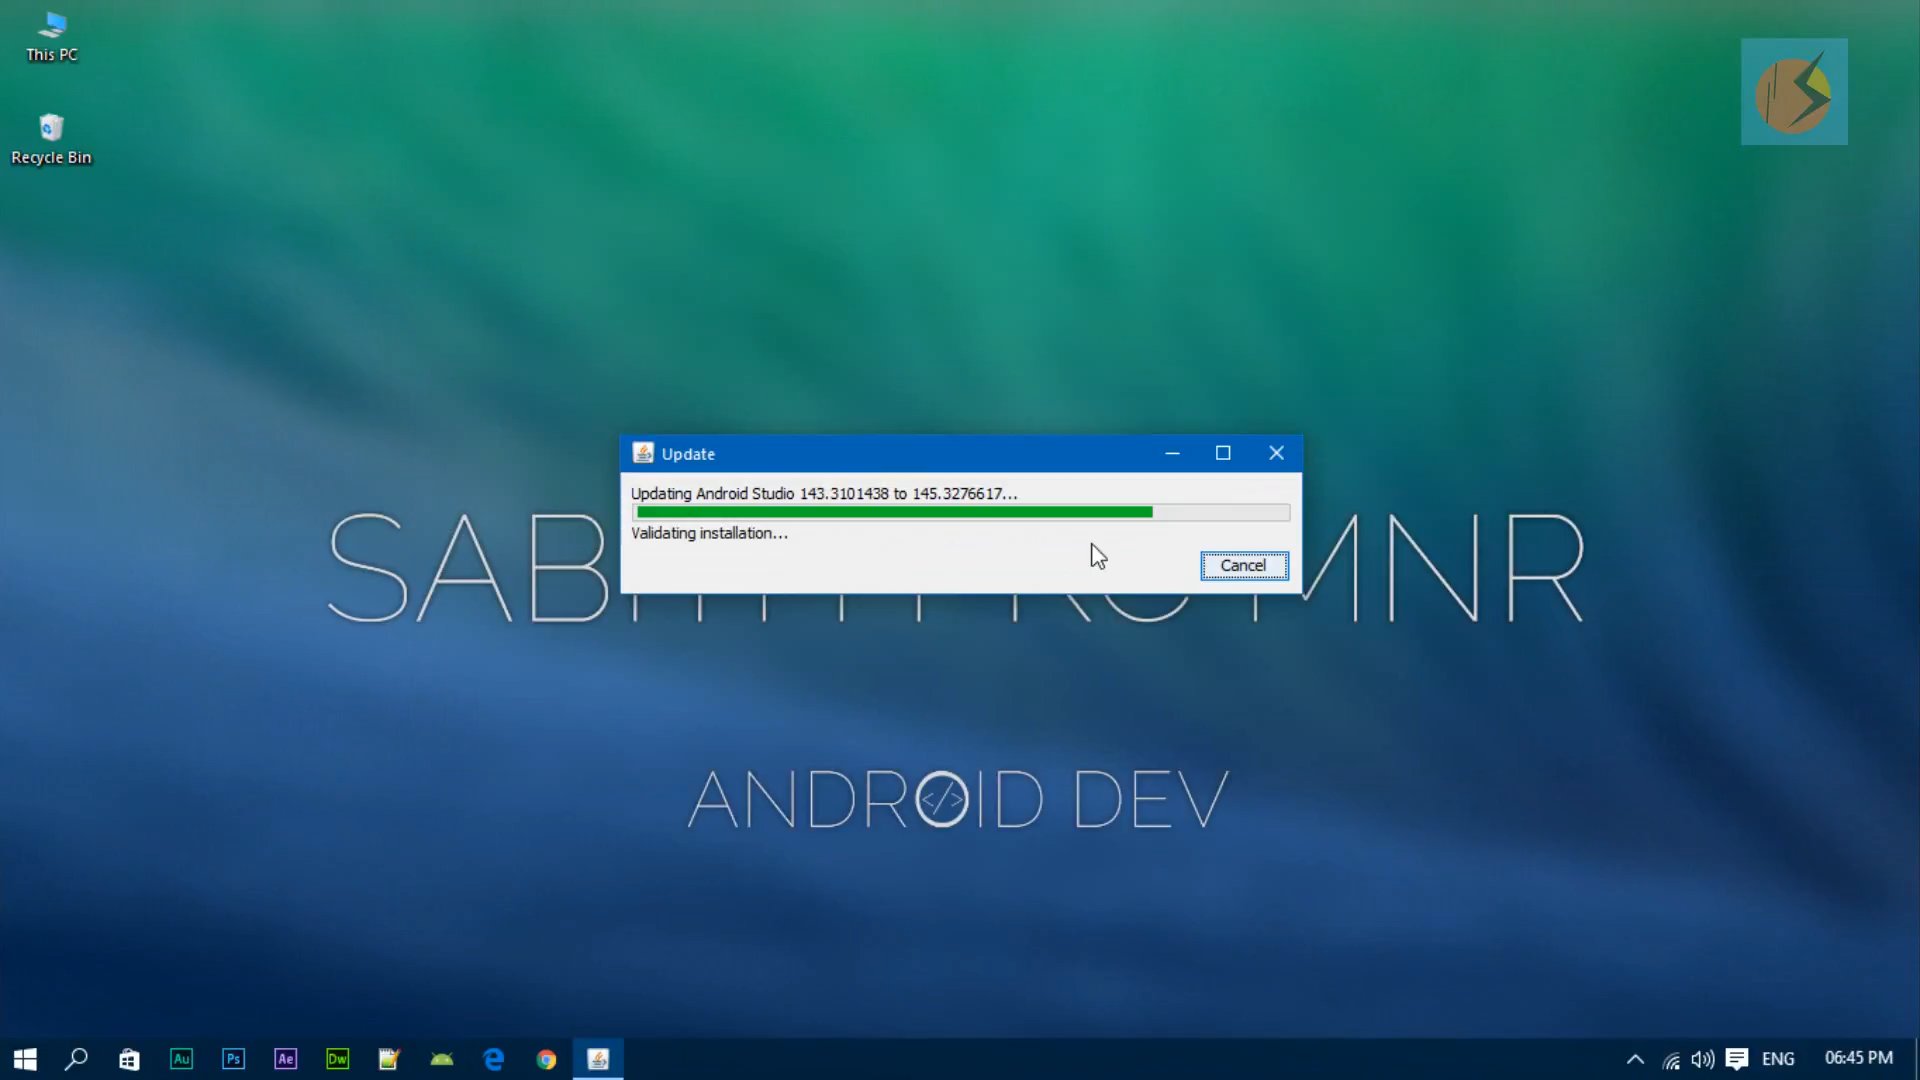 This PC
Recycle Bin
Update
Updating Android Studio 143.3101438 to 145.3276617...
Validating installation...
Cancel
MNR
ANDROID DEV
</>
Au
Ps
Ae
Dw
ENG
06:45 PM